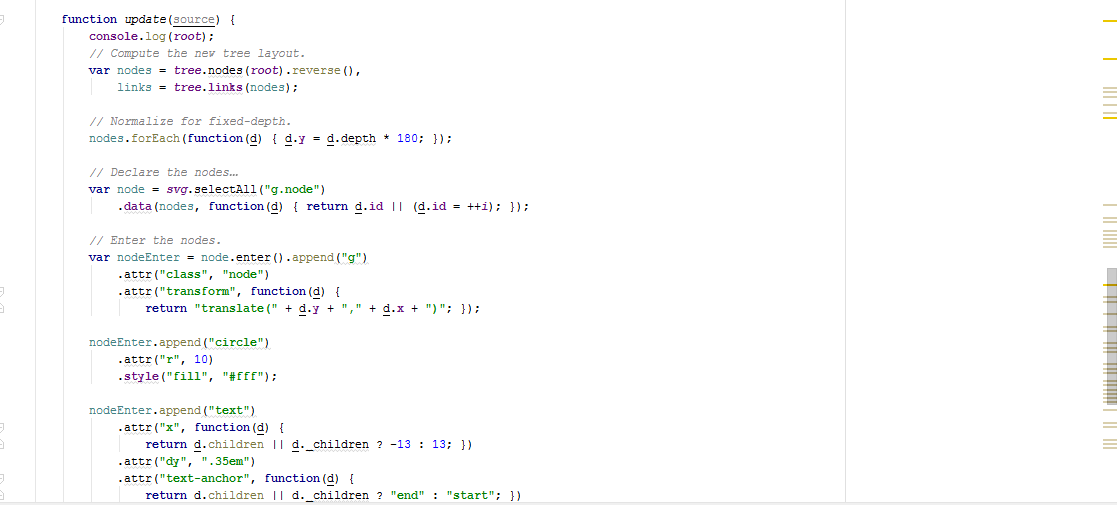 function update(source) {
console.log(root);
// Compute the new tree layout.
var nodes = tree.nodes(root).reverse(),
links = tree.links(nodes);
// Normalize for fixed-depth.
nodes.forEach(function(d) { d.y = d.depth * 180; });
// Declare the nodes…
var node = svg.selectAll("g.node")
.data(nodes, function(d) { return d.id || (d.id = ++i); });
// Enter the nodes.
var nodeEnter = node.enter().append("g")
.attr("class", "node")
.attr("transform", function(d) {
return "translate(" + d.y + "," + d.x + ")"; });
nodeEnter.append("circle")
.attr("r", 10)
.style("fill", "#fff");
nodeEnter.append("text")
.attr("x", function(d) {
return d.children || d._children ? -13 : 13; })
.attr("dy", ".35em")
.attr("text-anchor", function(d) {
return d.children || d._children ? "end" : "start"; })